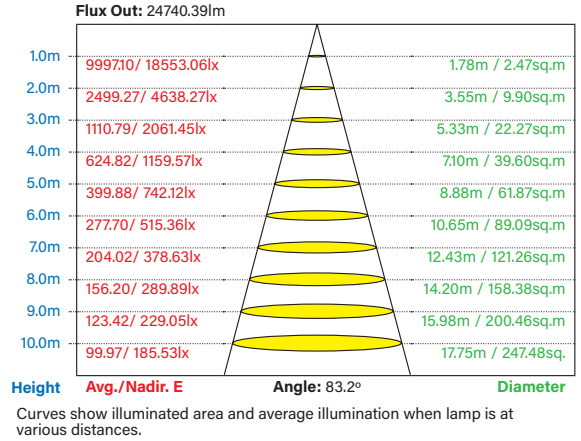 Flux Out: 24740.39lm
1.0m 9997.10/ 18553.06lx 1.78m / 2.47sq.m
2.0m 2499.27/ 4638.27lx 3.55m / 9.90sq.m
3.0m 1110.79/ 2061.45lx 5.33m / 22.27sq.m
4.0m 624.82/ 1159.57lx 7.10m / 39.60sq.m
5.0m 399.88/ 742.12lx 8.88m / 61.87sq.m
6.0m 277.70/ 515.36lx 10.65m / 89.09sq.m
7.0m 204.02/ 378.63lx 12.43m / 121.26sq.m
8.0m 156.20/ 289.89lx 14.20m / 158.38sq.m
9.0m 123.42/ 229.05lx 15.98m / 200.46sq.m
10.0m 99.97/ 185.53lx 17.75m / 247.48sq.
Height Avg./Nadir. E Angle: 83.2º Diameter
Curves show illuminated area and average illumination when lamp is at
various distances.